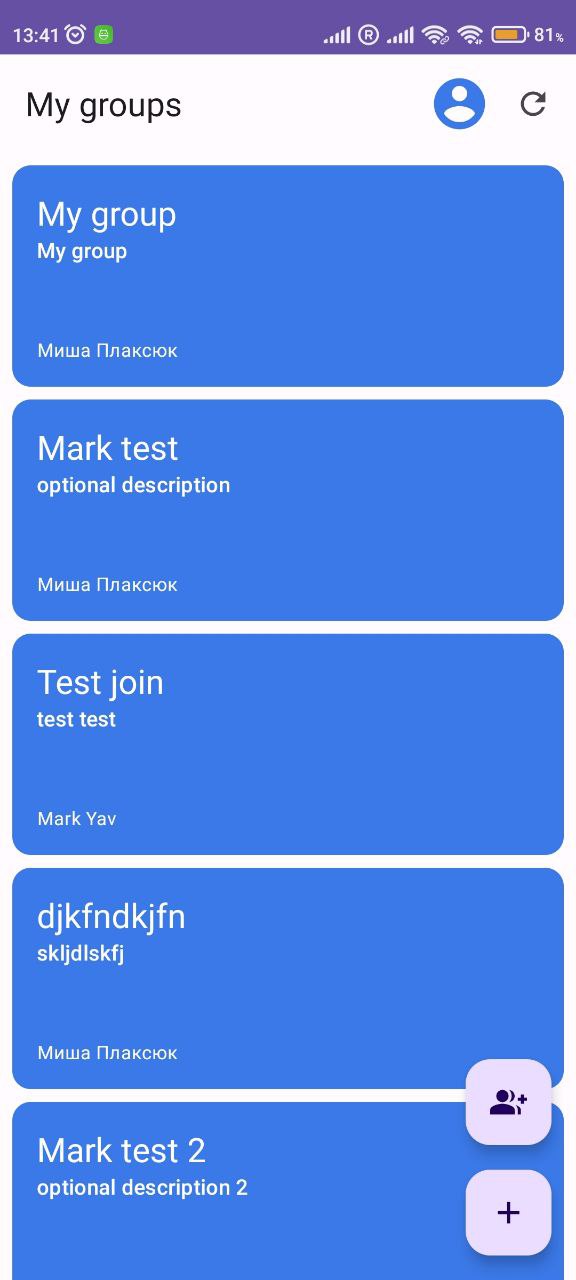 13:41 81%
My groups
My group
My group
Миша Плаксюк
Mark test
optional description
Миша Плаксюк
Test join
test test
Mark Yav
djkfndkjfn
skljdlskfj
Миша Плаксюк
Mark test 2
optional description 2